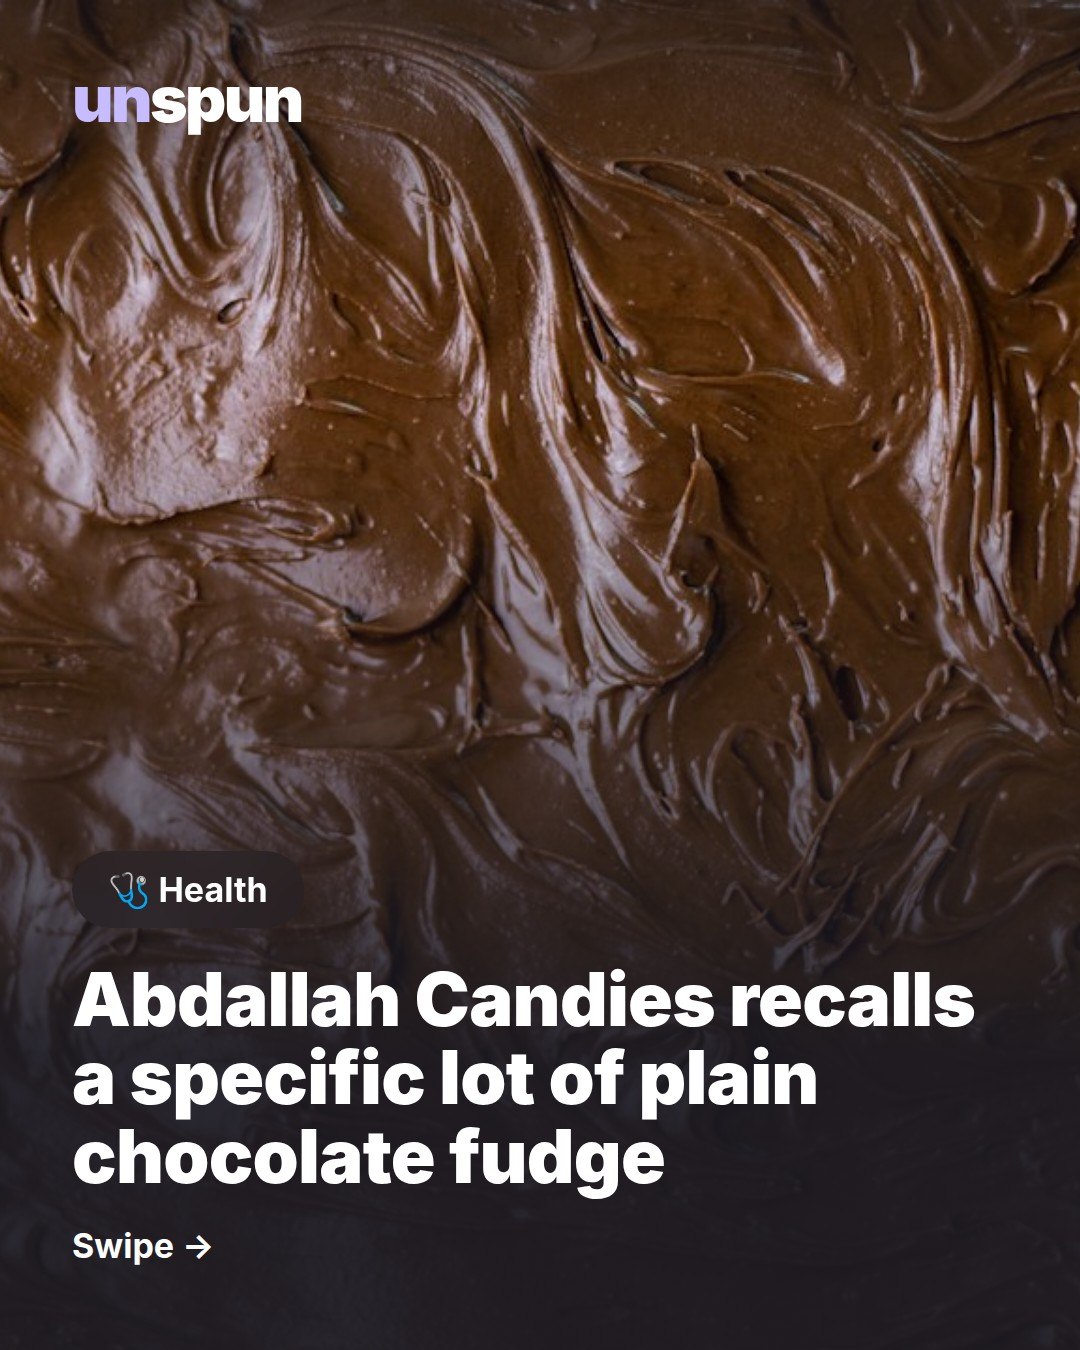 unspun
🩺 Health
Abdallah Candies recalls
a specific lot of plain
chocolate fudge
Swipe →